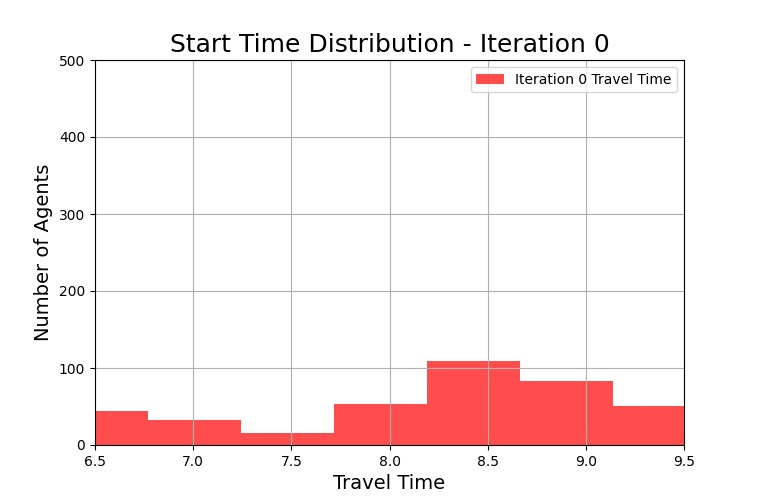 Start Time Distribution - Iteration 0
Iteration 0 Travel Time
500
400
300
200
100
0
Number of Agents
6.5 7.0 7.5 8.0 8.5 9.0 9.5
Travel Time